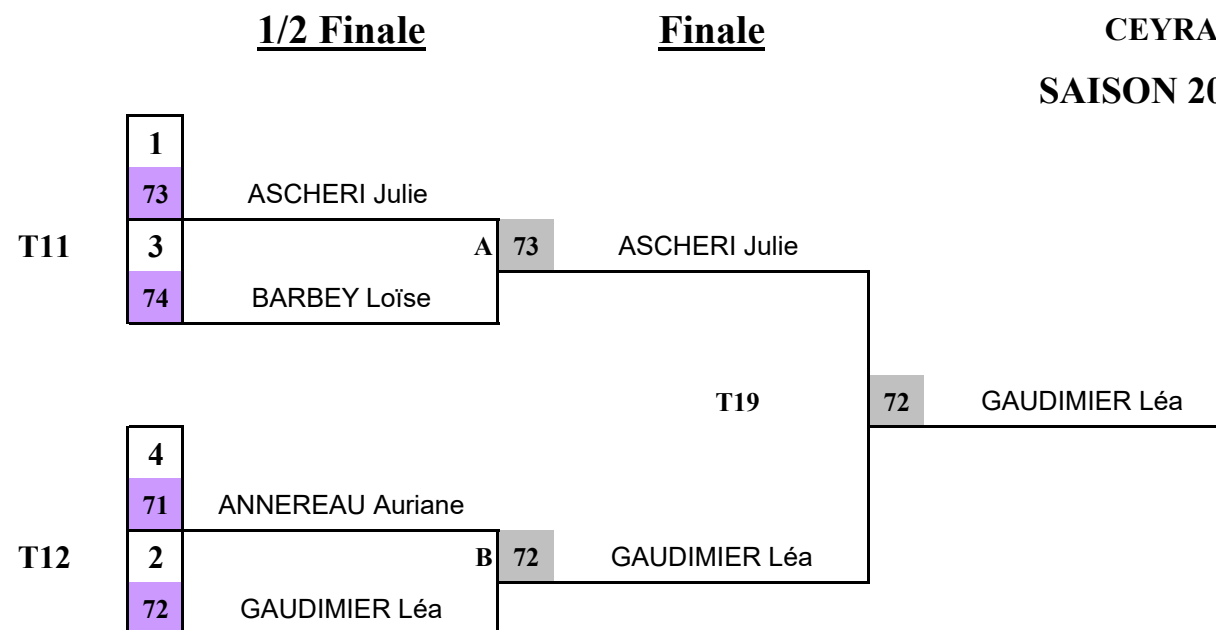 1/2 Finale Finale CEYRA
SAISON 20
1
73 ASCHERI Julie
T11 3 A 73 ASCHERI Julie
74 BARBEY Loïse
T19 72 GAUDIMIER Léa
4
71 ANNEREAU Auriane
T12 2 B 72 GAUDIMIER Léa
72 GAUDIMIER Léa